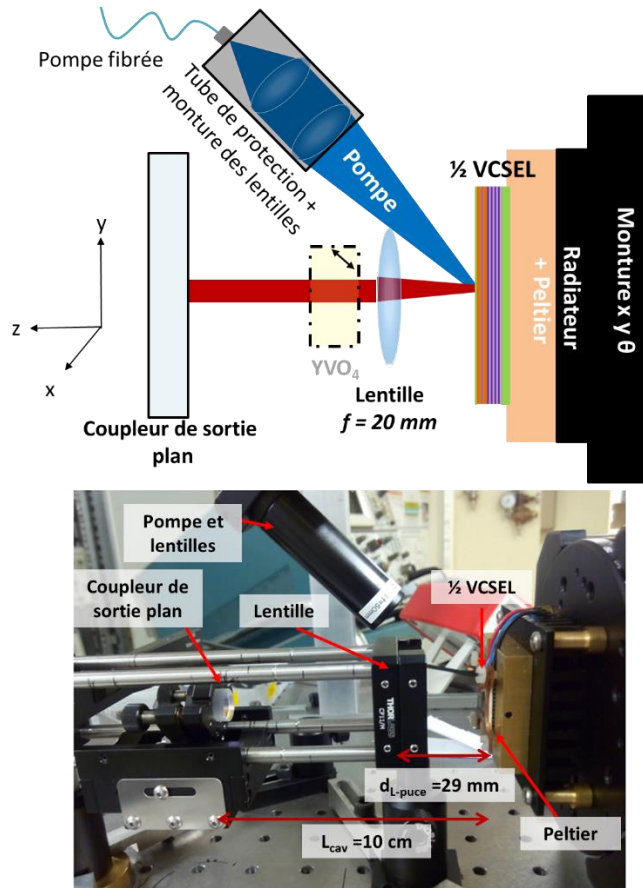 Pompe fibrée
Tube de protection +
monture des lentilles
Pompe
½ VCSEL
Monture x y θ
Radiateur
+ Peltier
y
z
x
YVO₄
Lentille
f = 20 mm
Coupleur de sortie
plan
Pompe et
lentilles
Coupleur de
sortie plan
Lentille
½ VCSEL
THORLABS
d_L-puce =29 mm
L_cav =10 cm
Peltier